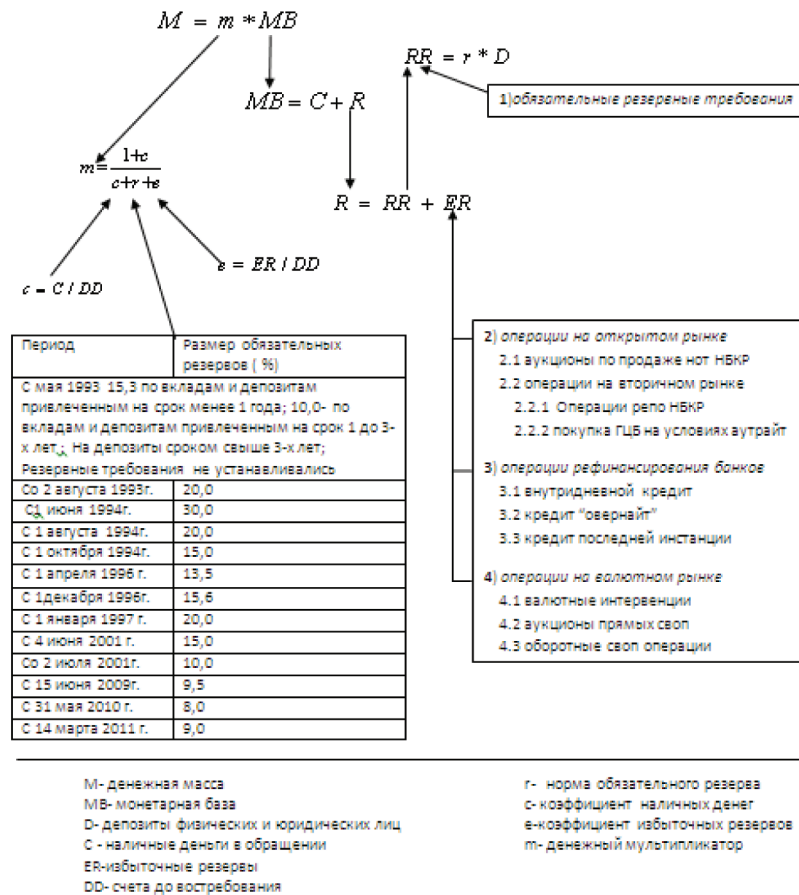 M = m * MB
RR = r * D
1)обязательные резереные требования
MB = C + R
m= 1+c / c+r+e
R = RR + ER
e = ER / DD
c = C / DD
Период Размер обязательных
резервов ( %)
С мая 1993 15,3 по вкладам и депозитам
привлеченным на срок менее 1 года; 10,0- по
вкладам и депозитам привлеченным на срок 1 до 3-
х лет.; На депозиты сроком свыше 3-х лет;
Резервные требования не устанавливались
Со 2 августа 1993г. 20,0
С1 июня 1994г. 30,0
С 1 августа 1994г. 20,0
С 1 октября 1994г. 15,0
С 1 апреля 1996 г. 13,5
С 1декабря 1996г. 15,6
С 1 января 1997 г. 20,0
С 4 июня 2001 г. 15,0
Со 2 июля 2001г. 10,0
С 15 июня 2009г. 9,5
С 31 мая 2010 г. 8,0
С 14 марта 2011 г. 9,0
2) операции на открытом рынке
2.1 аукционы по продаже нот НБКР
2.2 операции на вторичном рынке
2.2.1 Операции репо НБКР
2.2.2 покупка ГЦБ на условиях аутрайт
3) операции рефинансирования банков
3.1 внутридневной кредит
3.2 кредит "овернайт"
3.3 кредит последней инстанции
4) операции на валютном рынке
4.1 валютные интервенции
4.2 аукционы прямых своп
4.3 оборотные своп операции
М- денежная масса
МВ- монетарная база
D- депозиты физических и юридических лиц
С - наличные деньги в обращении
ER-избыточные резервы
DD- счета до востребования
r- норма обязательного резерва
с- коэффициент наличных денег
е-коэффициент избыточных резервов
m- денежный мультипликатор